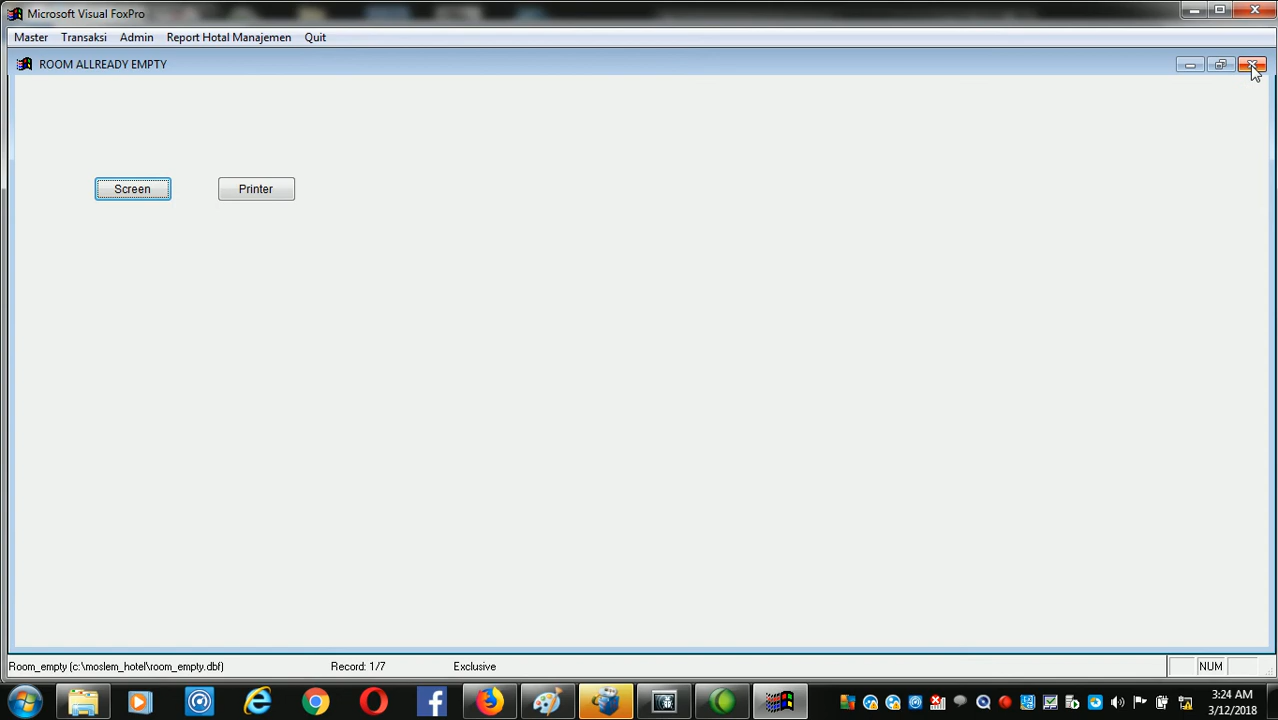 Microsoft Visual FoxPro
Master Transaksi Admin Report Hotal Manajemen Quit
ROOM ALLREADY EMPTY
Screen Printer
Room_empty (c:\moslem_hotel\room_empty.dbf) Record: 1/7 Exclusive NUM
3:24 AM
3/12/2018